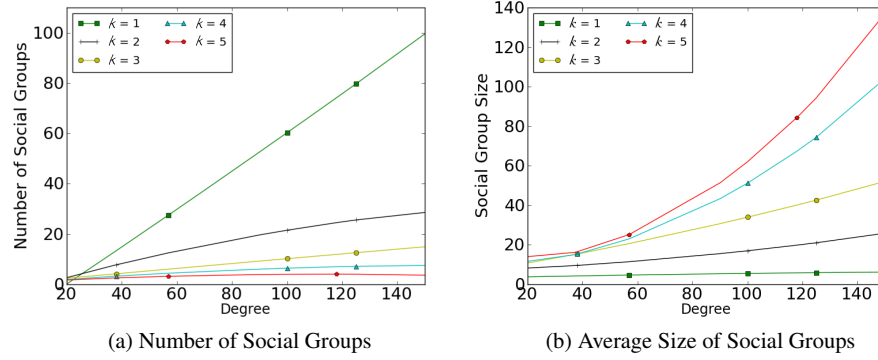 Number of Social Groups
100
80
60
40
20
0
k = 1
k = 2
k = 3
k = 4
k = 5
20 40 60 80 100 120 140
Degree
(a) Number of Social Groups
Social Group Size
140
120
100
80
60
40
20
0
k = 1
k = 2
k = 3
k = 4
k = 5
20 40 60 80 100 120 140
Degree
(b) Average Size of Social Groups